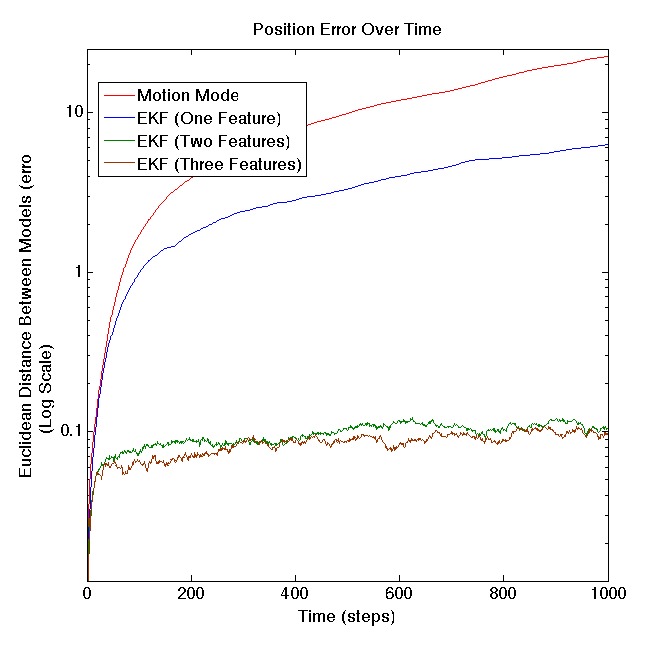 Position Error Over Time
10
1
0.1
Motion Mode
EKF (One Feature)
EKF (Two Features)
EKF (Three Features)
Euclidean Distance Between Models (erro
(Log Scale)
0 200 400 600 800 1000
Time (steps)